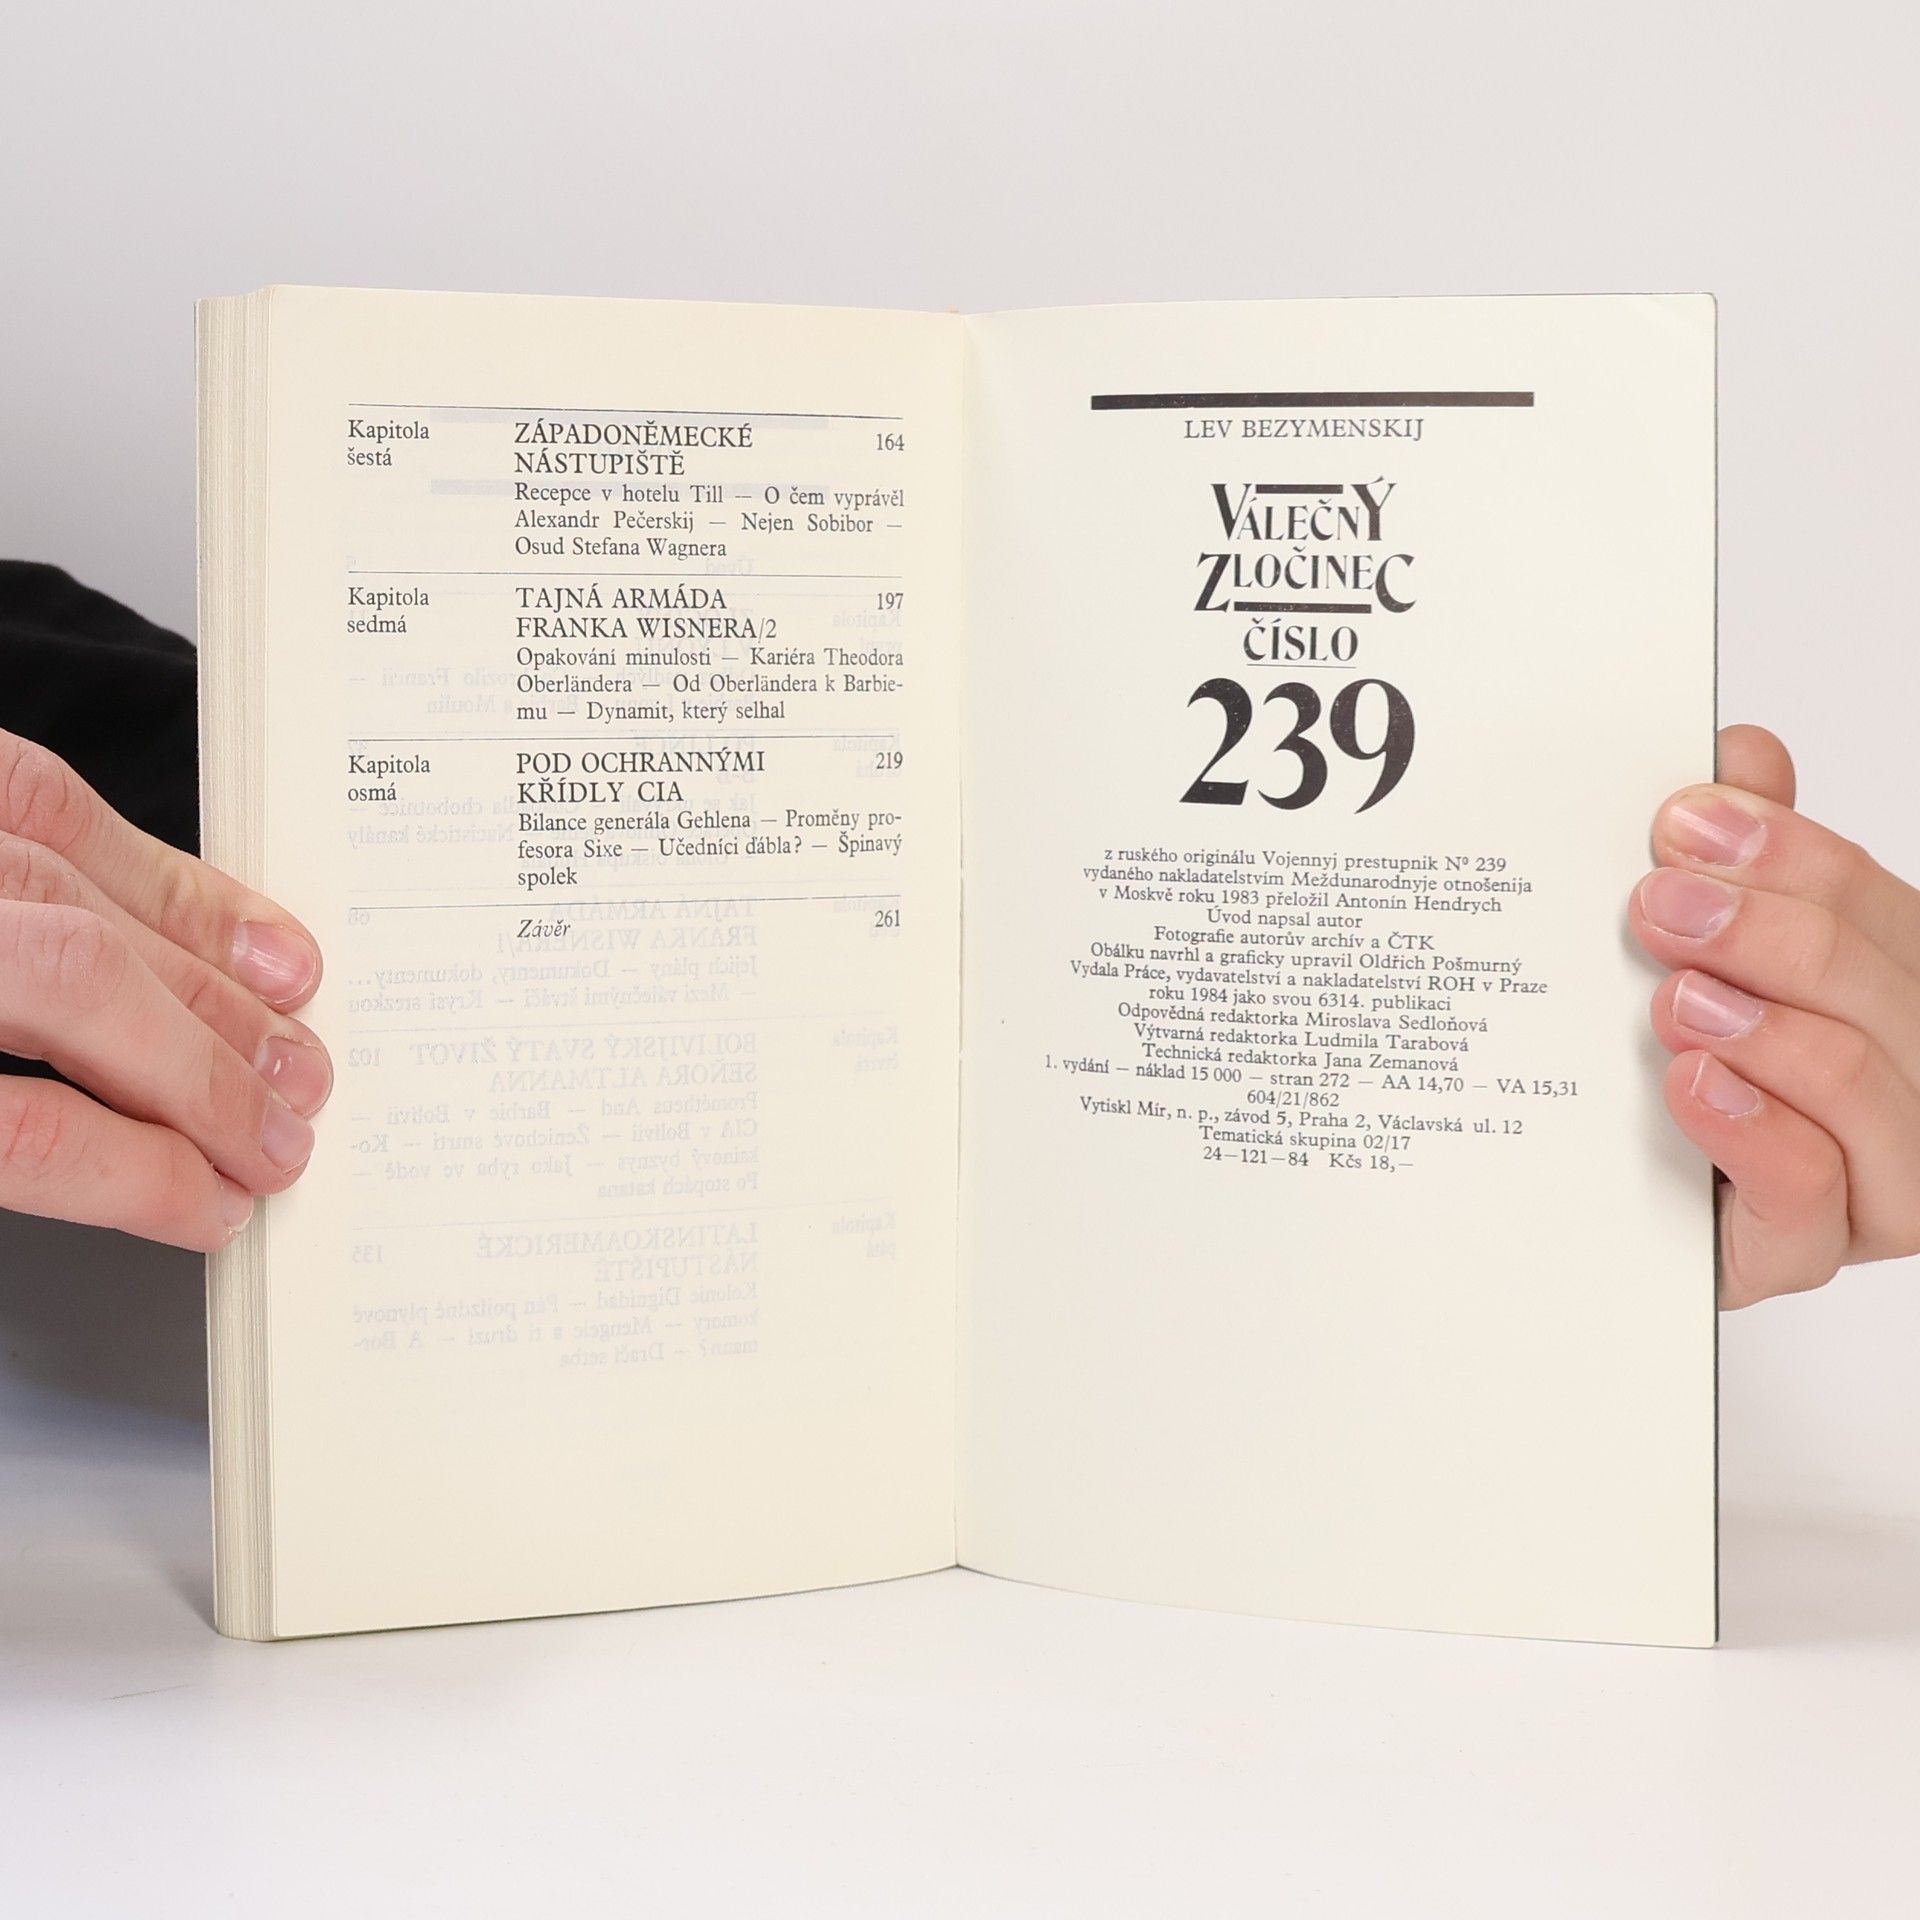 Kapitola
šestá
ZÁPADONĚMECKÉ 164
NÁSTUPIŠTĚ
Recepce v hotelu Till — O čem vyprávěl
Alexandr Pečerskij — Nejen Sobibor —
Osud Stefana Wagnera
Kapitola
sedmá
TAJNÁ ARMÁDA 197
FRANKA WISNERA/2
Opakování minulosti — Kariéra Theodora
Oberländera — Od Oberländera k Barbie-
mu — Dynamit, který selhal
Kapitola
osmá
POD OCHRANNÝMI 219
KŘÍDLY CIA
Bilance generála Gehlena — Proměny pro-
fesora Sixe — Učedníci ďábla? — Špinavý
spolek
Závěr 261
LEV BEZYMENSKIJ
VÁLEČNÝ
ZLOČINEC
ČÍSLO
239
z ruského originálu Vojennyj prestupnik Nº 239
vydaného nakladatelstvím Meždunarodnyje otnošenija
v Moskvě roku 1983 přeložil Antonín Hendrych
Úvod napsal autor
Fotografie autorův archív a ČTK
Obálku navrhl a graficky upravil Oldřich Pošmurný
Vydala Práce, vydavatelství a nakladatelství ROH v Praze
roku 1984 jako svou 6314. publikaci
Odpovědná redaktorka Miroslava Sedloňová
Výtvarná redaktorka Ludmila Tarabová
Technická redaktorka Jana Zemanová
1. vydání — náklad 15 000 — stran 272 — AA 14,70 — VA 15,31
604/21/862
Vytiskl Mír, n. p., závod 5, Praha 2, Václavská ul. 12
Tematická skupina 02/17
24—121—84 Kčs 18,—